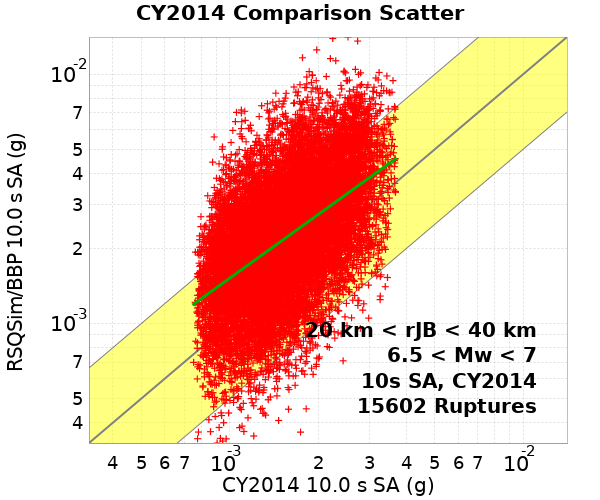 CY2014 Comparison Scatter
RSQSim/BBP 10.0 s SA (g)
10-2
7
5
4
3
2
10-3
7
5
4
20 km < rJB < 40 km
6.5 < Mw < 7
10s SA, CY2014
15602 Ruptures
4 5 6 7 10-3 2 3 4 5 6 7 10-2
CY2014 10.0 s SA (g)